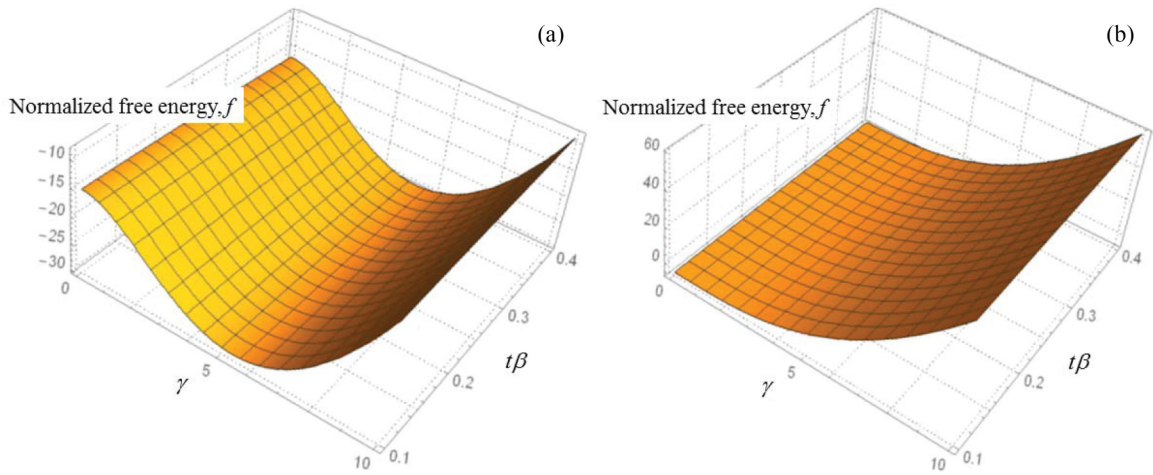 (a)
Normalized free energy, f
−10
−15
−20
−25
−30
0
5
10
γ
0.1
0.2
0.3
0.4
tβ
(b)
Normalized free energy, f
60
40
20
0
0
5
10
γ
0.1
0.2
0.3
0.4
tβ